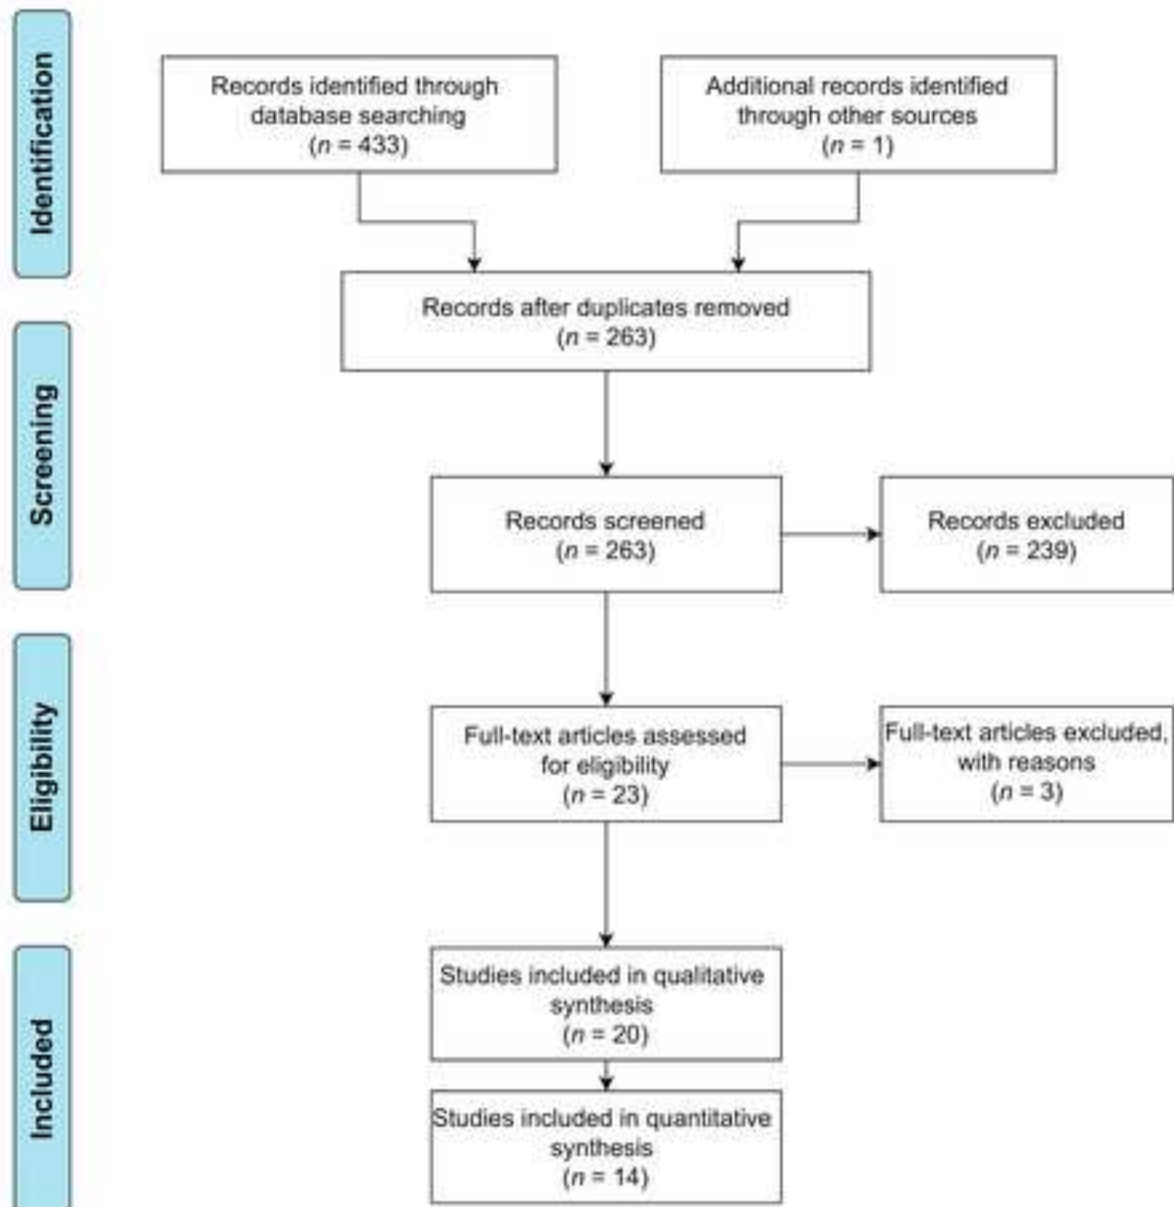 Identification
Records identified through
database searching
(n = 433)
Additional records identified
through other sources
(n = 1)
Records after duplicates removed
(n = 263)
Screening
Records screened
(n = 263)
Records excluded
(n = 239)
Eligibility
Full-text articles assessed
for eligibility
(n = 23)
Full-text articles excluded,
with reasons
(n = 3)
Included
Studies included in qualitative
synthesis
(n = 20)
Studies included in quantitative
synthesis
(n = 14)